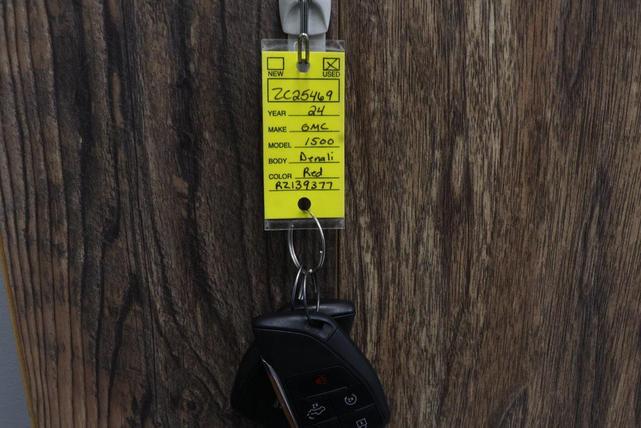 NEW USED
ZC25469
YEAR 24
MAKE GMC
MODEL 1500
BODY Denali
COLOR Red
RZ139377